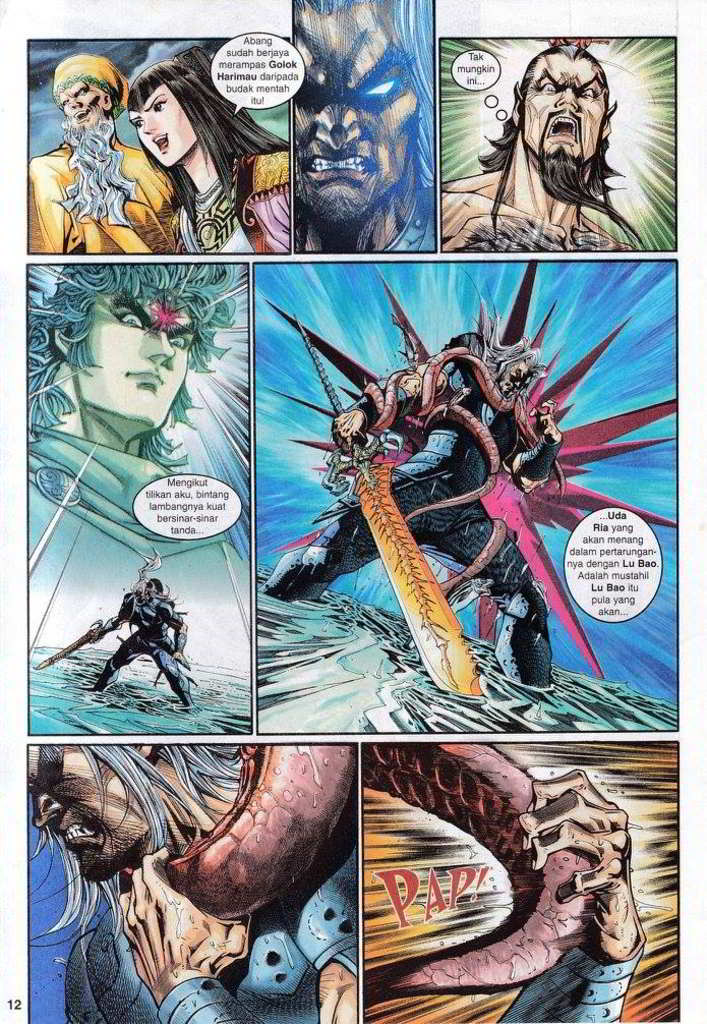 Abang
sudah berjaya
merampas Golok
Harimau daripada
budak mentah
itu!
Tak
mungkin
ini...
Mengikut
tilikan aku, bintang
lambangnya kuat
bersinar-sinar
tanda...
...Uda
Ria yang
akan menang
dalam pertarungan-
nya dengan Lu Bao.
Adalah mustahil
Lu Bao itu
pula yang
akan...
PAP!
12